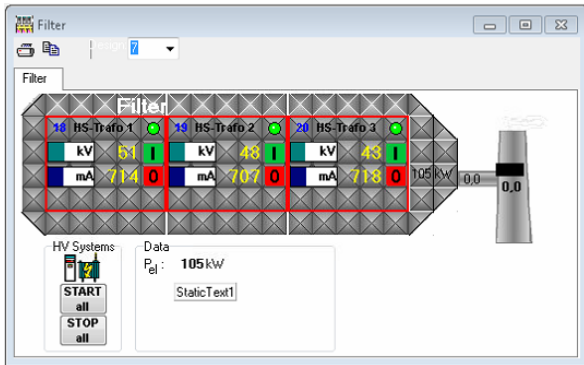 Filter
Design: 7
Filter
Filter
18 HS-Trafo 1 19 HS-Trafo 2 20 HS-Trafo 3
kV 51 I kV 48 I kV 43 I
mA 714 0 mA 707 0 mA 718 0 105 kW 0,0 0,0
HV Systems Data
Pel : 105 kW
START
all
StaticText1
STOP
all